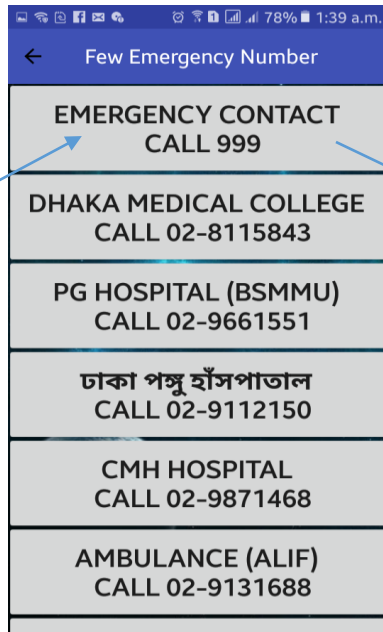 78% 1:39 a.m.
Few Emergency Number
EMERGENCY CONTACT
CALL 999
DHAKA MEDICAL COLLEGE
CALL 02-8115843
PG HOSPITAL (BSMMU)
CALL 02-9661551
ঢাকা পঙ্গু হাঁসপাতাল
CALL 02-9112150
CMH HOSPITAL
CALL 02-9871468
AMBULANCE (ALIF)
CALL 02-9131688